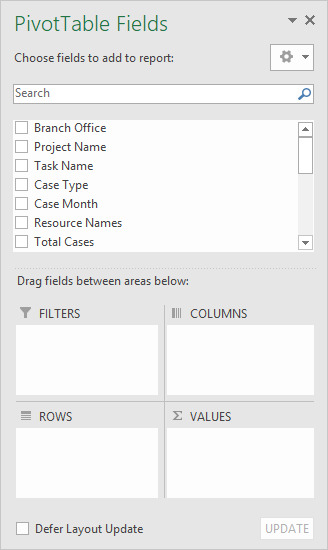 PivotTable Fields
Choose fields to add to report:
Search
Branch Office
Project Name
Task Name
Case Type
Case Month
Resource Names
Total Cases
Drag fields between areas below:
FILTERS
COLUMNS
ROWS
VALUES
Defer Layout Update
UPDATE